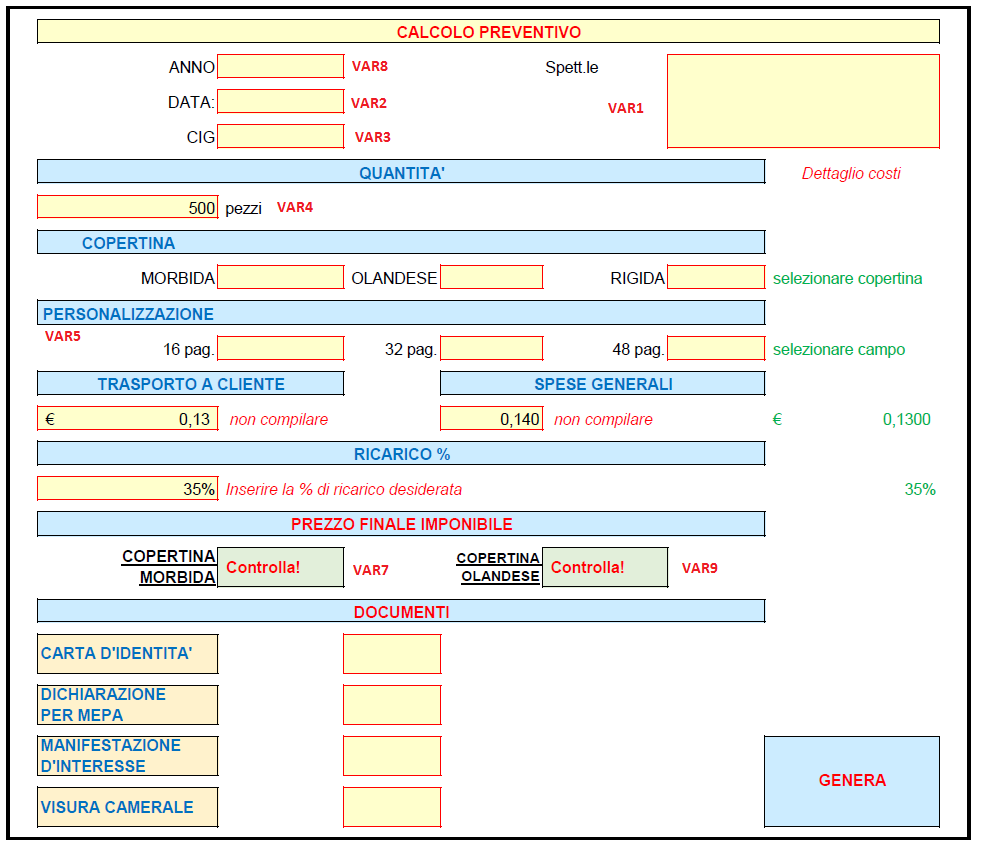 CALCOLO PREVENTIVO
ANNO VAR8 Spett.le
DATA: VAR2 VAR1
CIG VAR3
QUANTITA' Dettaglio costi
500 pezzi VAR4
COPERTINA
MORBIDA OLANDESE RIGIDA selezionare copertina
PERSONALIZZAZIONE
VAR5
16 pag. 32 pag. 48 pag. selezionare campo
TRASPORTO A CLIENTE SPESE GENERALI
€ 0,13 non compilare 0,140 non compilare € 0,1300
RICARICO %
35% Inserire la % di ricarico desiderata 35%
PREZZO FINALE IMPONIBILE
COPERTINA
MORBIDA Controlla! VAR7
COPERTINA
OLANDESE Controlla! VAR9
DOCUMENTI
CARTA D'IDENTITA'
DICHIARAZIONE
PER MEPA
MANIFESTAZIONE
D'INTERESSE
GENERA
VISURA CAMERALE